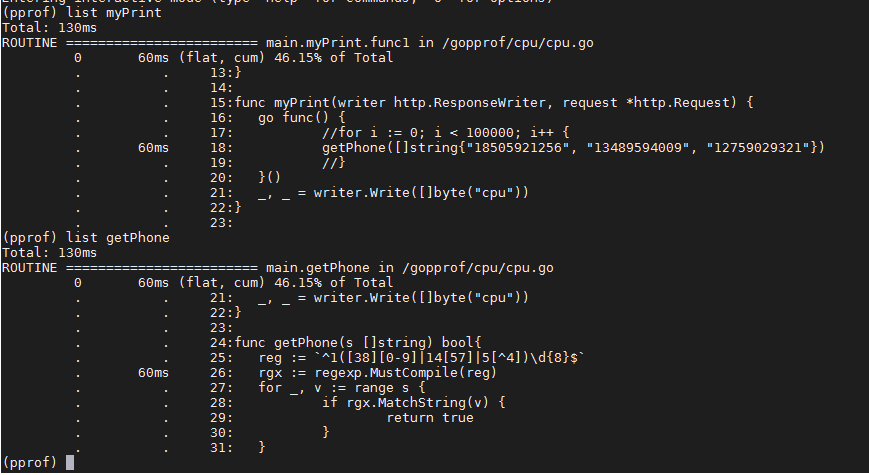 Entering interactive mode (type "help" for commands, "o" for options)
(pprof) list myPrint
Total: 130ms
ROUTINE ======================== main.myPrint.func1 in /gopprof/cpu/cpu.go
         0       60ms (flat, cum) 46.15% of Total
         .          .     13:}
         .          .     14:
         .          .     15:func myPrint(writer http.ResponseWriter, request *http.Request) {
         .          .     16:   go func() {
         .          .     17:           //for i := 0; i < 100000; i++ {
         .       60ms     18:           getPhone([]string{"18505921256", "13489594009", "12759029321"})
         .          .     19:           //}
         .          .     20:   }()
         .          .     21:   _, _ = writer.Write([]byte("cpu"))
         .          .     22:}
         .          .     23:
(pprof) list getPhone
Total: 130ms
ROUTINE ======================== main.getPhone in /gopprof/cpu/cpu.go
         0       60ms (flat, cum) 46.15% of Total
         .          .     21:   _, _ = writer.Write([]byte("cpu"))
         .          .     22:}
         .          .     23:
         .          .     24:func getPhone(s []string) bool{
         .          .     25:   reg := `^1([38][0-9]|14[57]|5[^4])\d{8}$`
         .       60ms     26:   rgx := regexp.MustCompile(reg)
         .          .     27:   for _, v := range s {
         .          .     28:           if rgx.MatchString(v) {
         .          .     29:                   return true
         .          .     30:           }
         .          .     31:   }
(pprof)